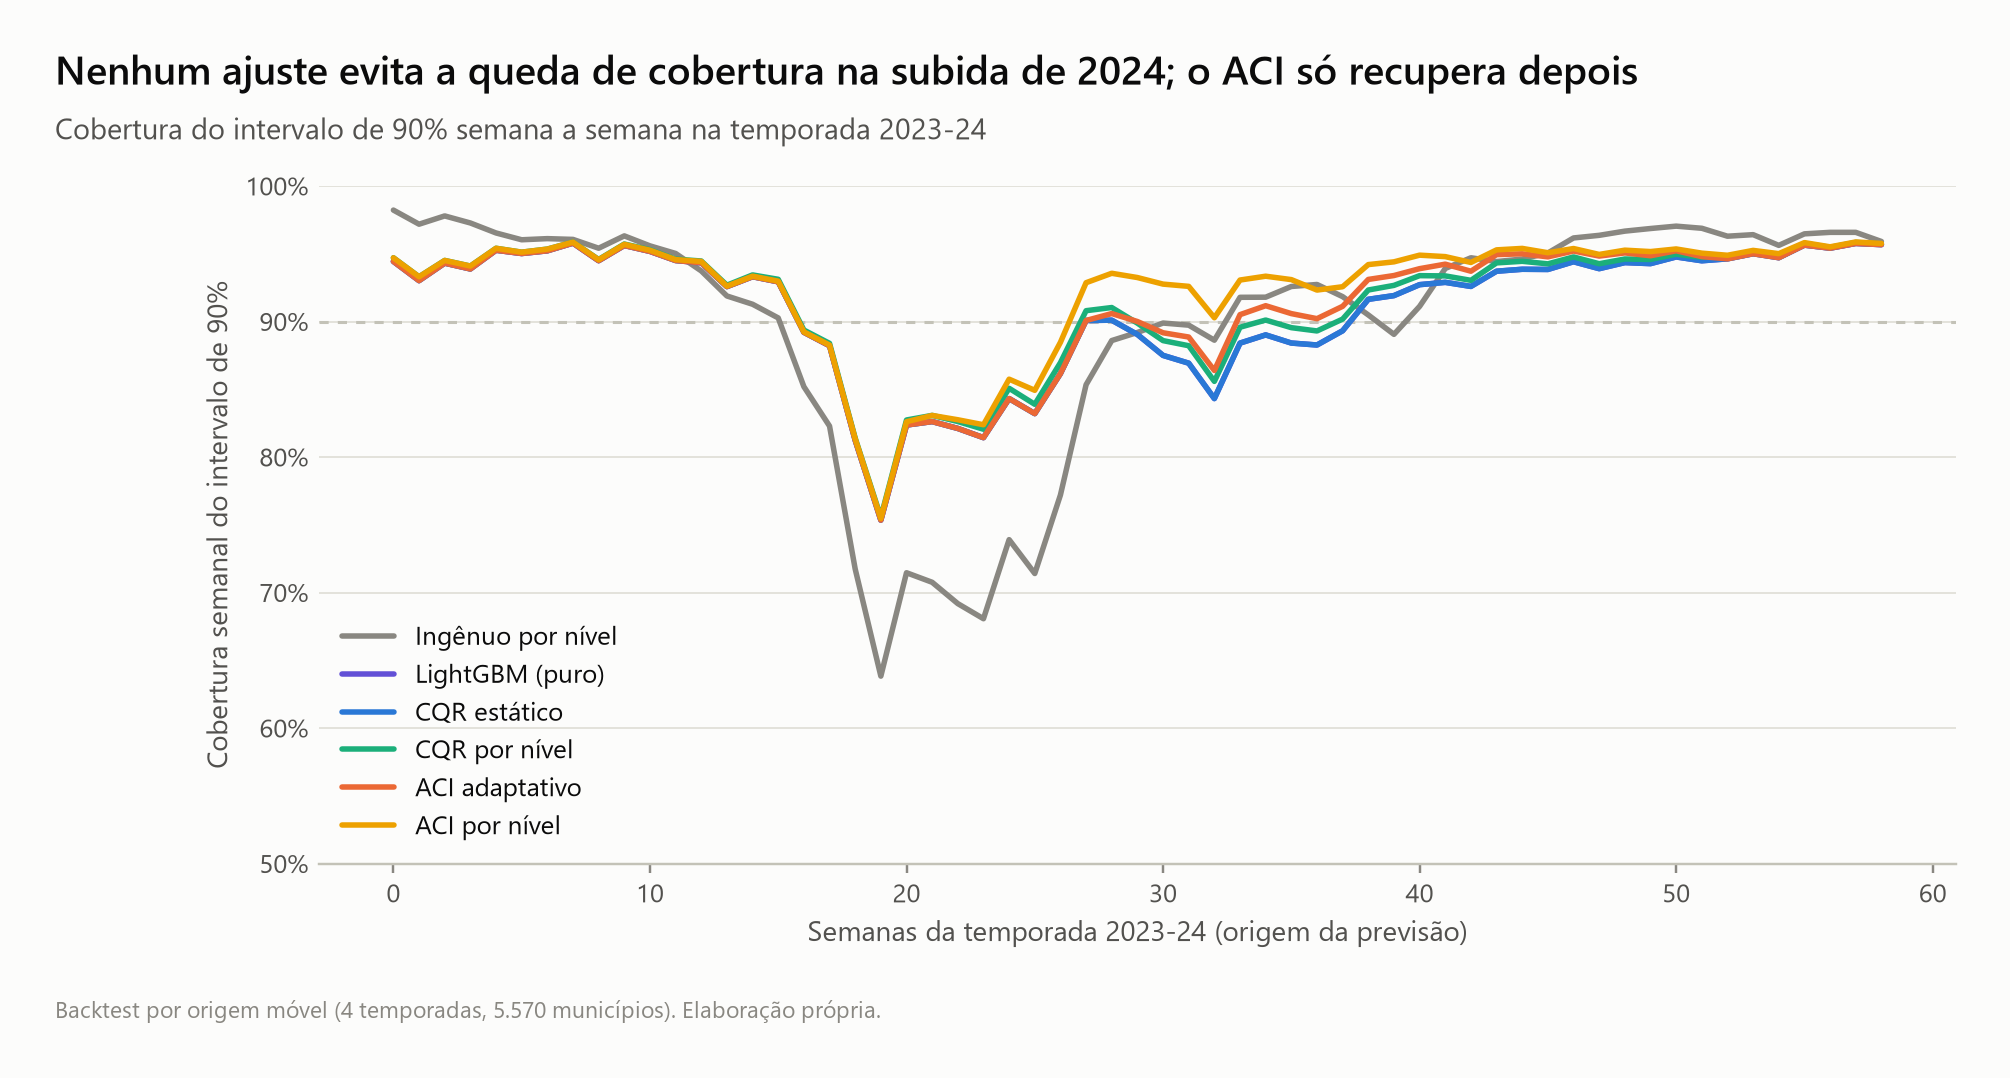 Nenhum ajuste evita a queda de cobertura na subida de 2024; o ACI só recupera depois
Cobertura do intervalo de 90% semana a semana na temporada 2023-24
Cobertura semanal do intervalo de 90%
100%
90%
80%
70%
60%
50%
Ingênuo por nível
LightGBM (puro)
CQR estático
CQR por nível
ACI adaptativo
ACI por nível
0 10 20 30 40 50 60
Semanas da temporada 2023-24 (origem da previsão)
Backtest por origem móvel (4 temporadas, 5.570 municípios). Elaboração própria.